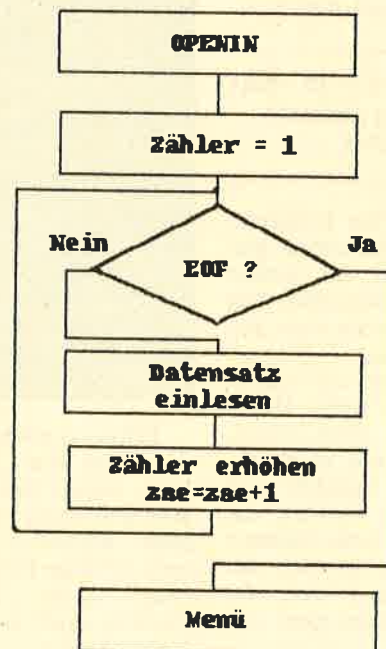 OPENIN
Zähler = 1
Nein
Ja
EOF ?
Datensatz
einlesen
Zähler erhöhen
zae=zae+1
Menü